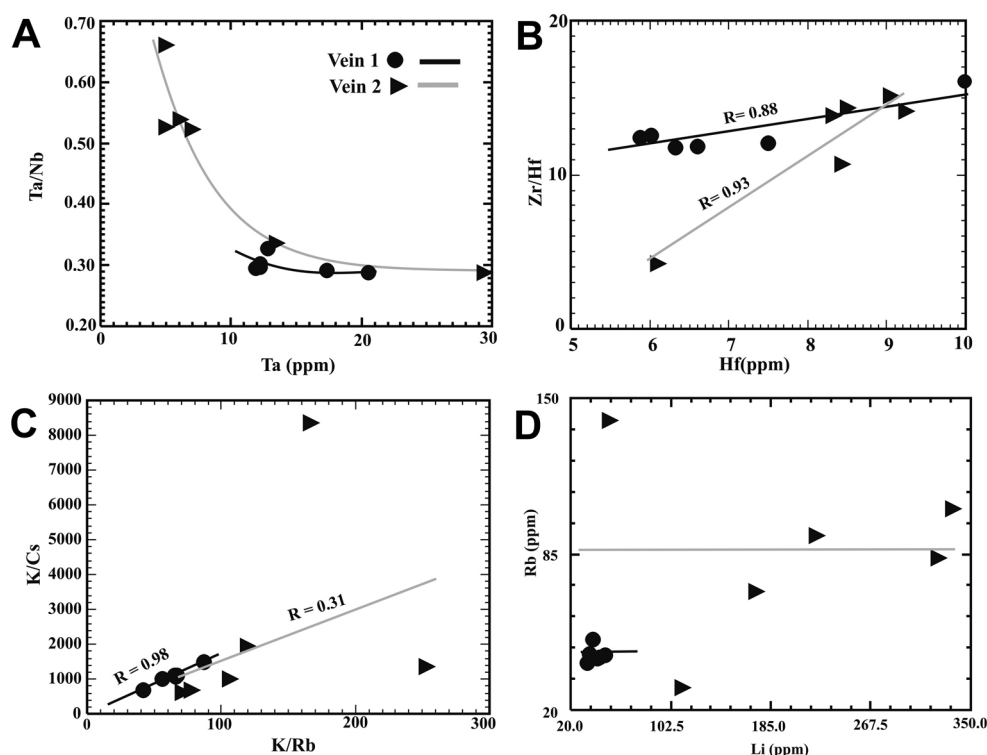 A
0.70
0.60
0.50
0.40
0.30
0.20
Ta/Nb
Vein 1
Vein 2
0
10
20
30
Ta (ppm)
B
20
10
0
Zr/Hf
R= 0.88
R= 0.93
5
6
7
8
9
10
Hf(ppm)
C
9000
8000
7000
6000
5000
4000
3000
2000
1000
0
K/Cs
R = 0.98
R = 0.31
0
100
200
300
K/Rb
D
150
85
20
Rb (ppm)
20.0
102.5
185.0
267.5
350.0
Li (ppm)